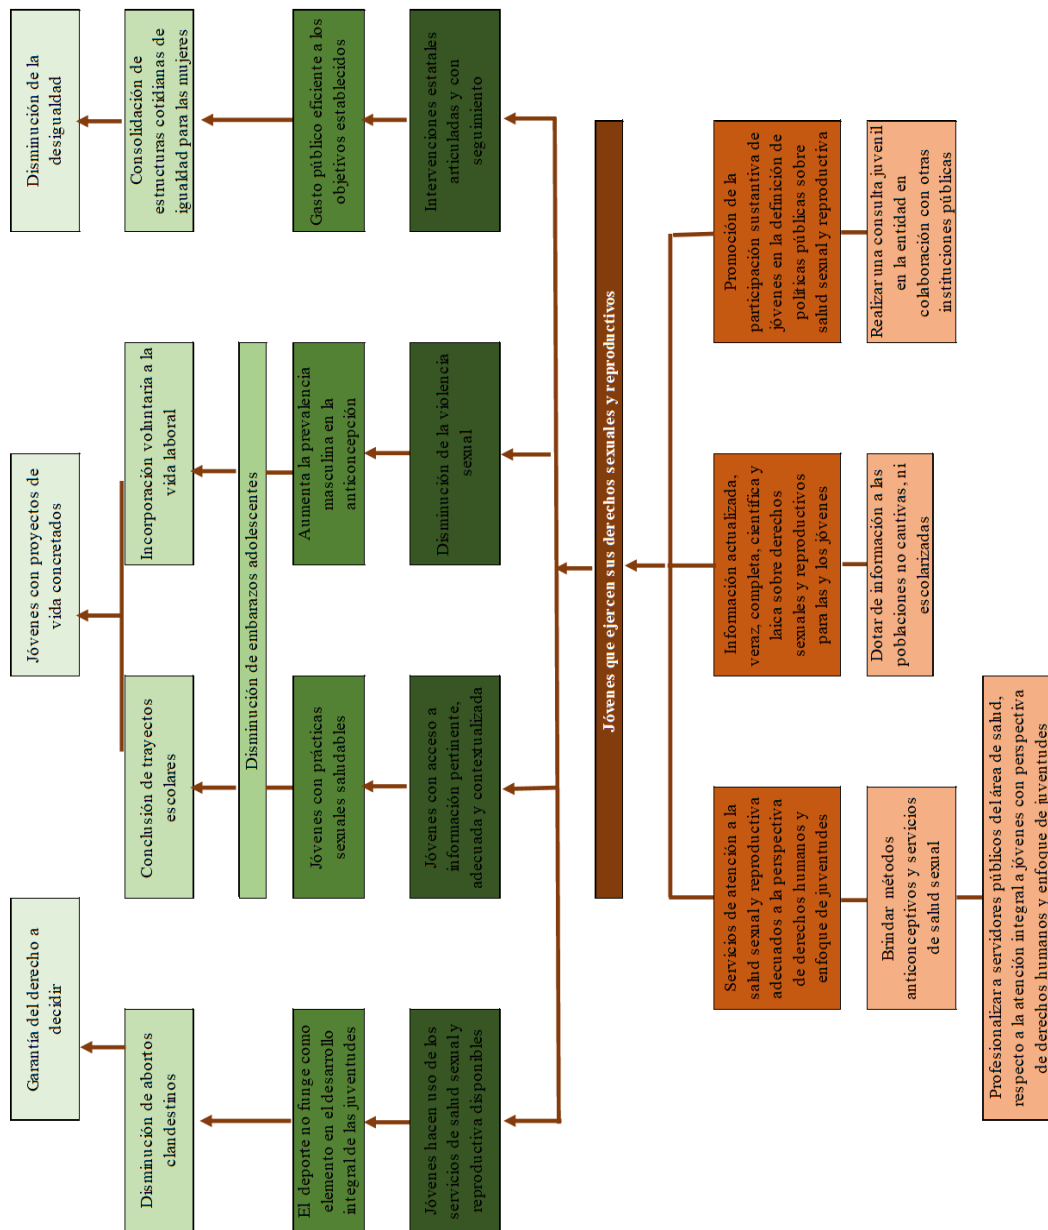 Garantía del derecho a
decidir
Jóvenes con proyectos de
vida concretados
Disminución de la
desigualdad
Disminución de abortos
clandestinos
Conclusión de trayectos
escolares
Incorporación voluntaria a la
vida laboral
Consolidación de
estructuras cotidianas de
igualdad para las mujeres
Disminución de embarazos adolescentes
El deporte no funge como
elemento en el desarrollo
integral de las juventudes
Jóvenes con prácticas
sexuales saludables
Aumenta la prevalencia
masculina en la
anticoncepción
Gasto público eficiente a los
objetivos establecidos
Jóvenes hacen uso de los
servicios de salud sexual y
reproductiva disponibles
Jóvenes con acceso a
información pertinente,
adecuada y contextualizada
Disminución de la violencia
sexual
Intervenciones estatales
articuladas y con
seguimiento
Jóvenes que ejercen sus derechos sexuales y reproductivos
Servicios de atención a la
salud sexual y reproductiva
adecuados a la perspectiva
de derechos humanos y
enfoque de juventudes
Información actualizada,
veraz, completa, científica y
laica sobre derechos
sexuales y reproductivos
para las y los jóvenes
Promoción de la
participación sustantiva de
jóvenes en la definición de
políticas públicas sobre
salud sexual y reproductiva
Brindar métodos
anticonceptivos y servicios
de salud sexual
Dotar de información a las
poblaciones no cautivas, ni
escolarizadas
Realizar una consulta juvenil
en la entidad en
colaboración con otras
instituciones públicas
Profesionalizar a servidores públicos del área de salud,
respecto a la atención integral a jóvenes con perspectiva
de derechos humanos y enfoque de juventudes